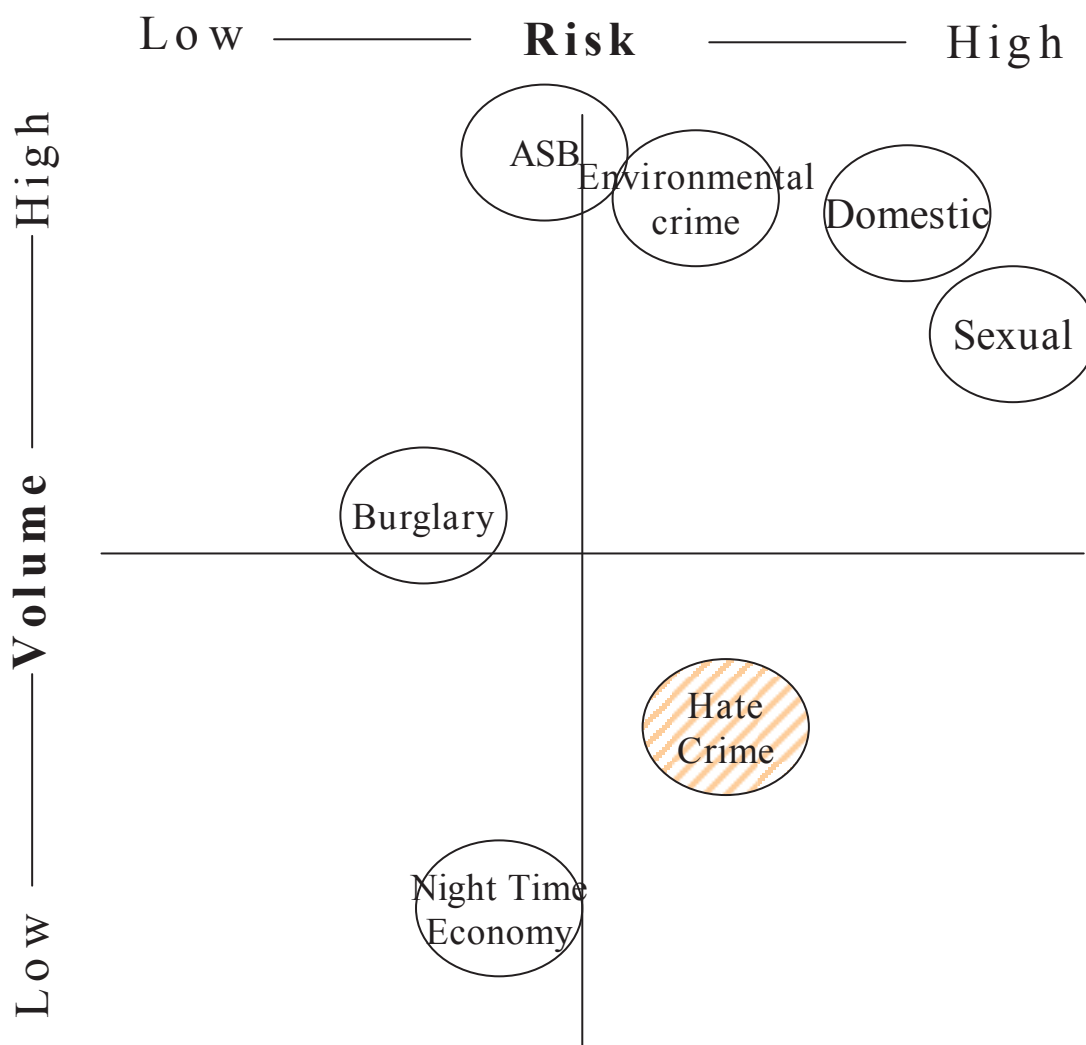 Low Risk High
High
Volume
Low
ASB
Environmental
crime
Domestic
Sexual
Burglary
Hate
Crime
Night Time
Economy